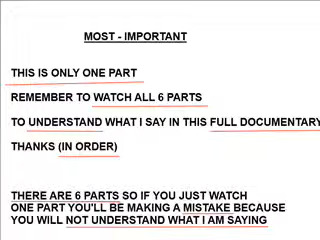 MOST - IMPORTANT
THIS IS ONLY ONE PART
REMEMBER TO WATCH ALL 6 PARTS
TO UNDERSTAND WHAT I SAY IN THIS FULL DOCUMENTARY
THANKS (IN ORDER)
THERE ARE 6 PARTS SO IF YOU JUST WATCH
ONE PART YOU'LL BE MAKING A MISTAKE BECAUSE
YOU WILL NOT UNDERSTAND WHAT I AM SAYING